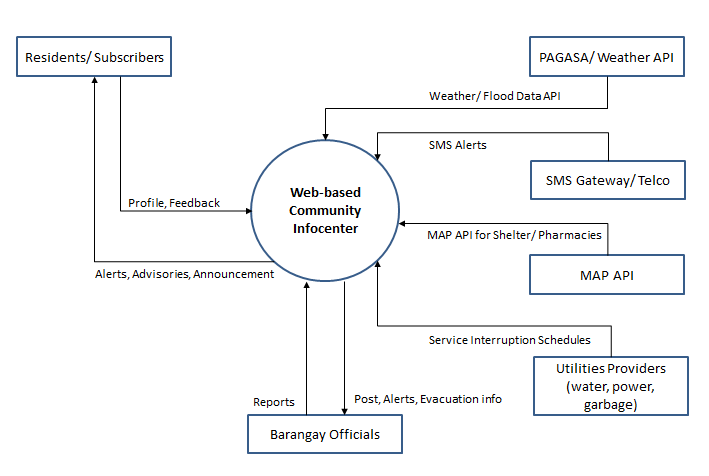 Residents/ Subscribers
PAGASA/ Weather API
Weather/ Flood Data API
SMS Alerts
SMS Gateway/ Telco
Web-based
Community
Infocenter
Profile, Feedback
MAP API for Shelter/ Pharmacies
Alerts, Advisories, Announcement
MAP API
Service Interruption Schedules
Utilities Providers
(water, power,
garbage)
Reports
Post, Alerts, Evacuation info
Barangay Officials